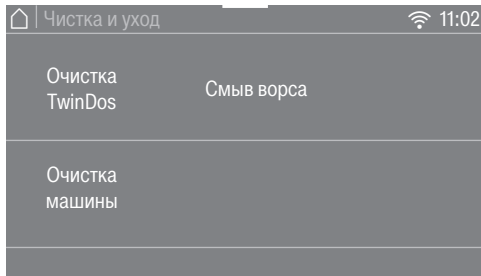 Чистка и уход 11:02
Очистка
TwinDos
Смыв ворса
Очистка
машины